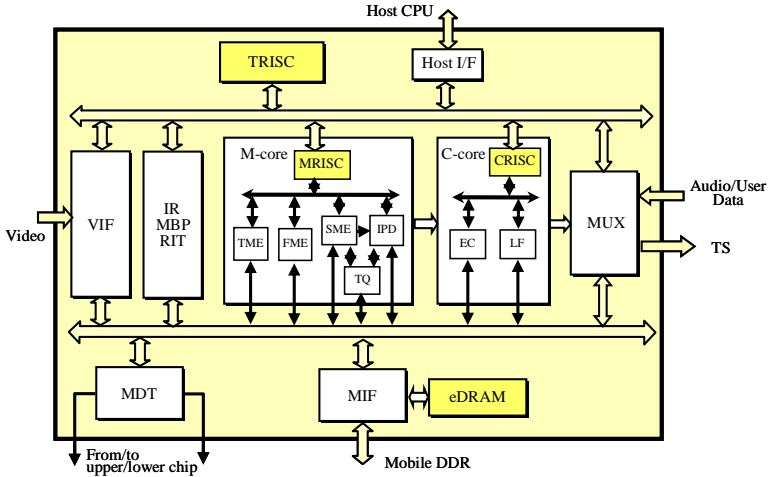 Host CPU
TRISC
Host I/F
M-core
MRISC
C-core
CRISC
VIF
IR
MBP
RIT
TME
FME
SME
IPD
TQ
EC
LF
MUX
Video
Audio/User
Data
TS
MDT
MIF
eDRAM
From/to
upper/lower chip
Mobile DDR